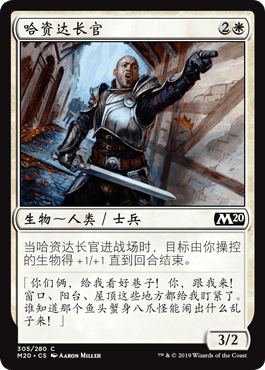 哈资达长官 2
生物～人类 / 士兵
M20
当哈资达长官进战场时，目标由你操控
的生物得 +1/+1 直到回合结束。
「你们俩，给我看好巷子！你，跟我来！
窗口、阳台、屋顶这些地方都给我盯紧了。
谁知道那个鱼头蟹身八爪怪能闹出什么乱
子来！」
3/2
305/280 C
M20 • CS Aaron Miller
™ & © 2019 Wizards of the Coast